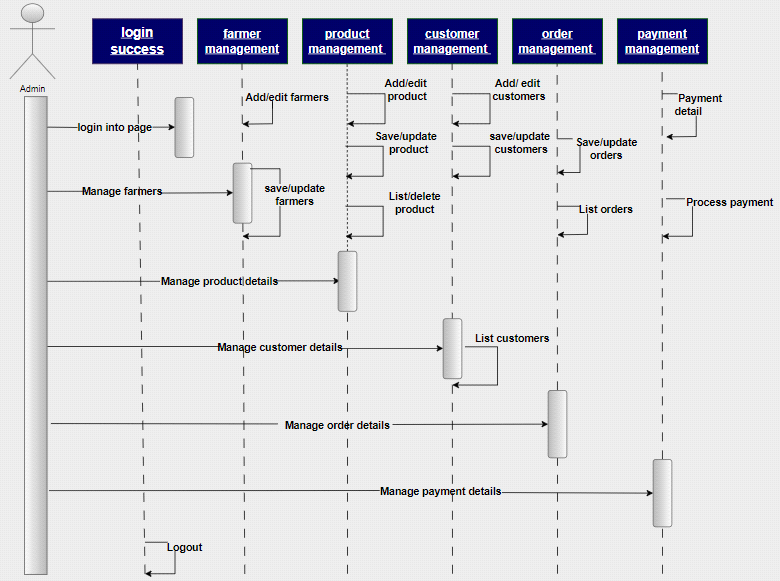 login
success
farmer
management
product
management
customer
management
order
management
payment
management
Admin
Add/edit farmers
Add/edit
product
Add/ edit
customers
Payment
detail
login into page
Save/update
product
save/update
customers
Save/update
orders
Manage farmers
save/update
farmers
List/delete
product
List orders
Process payment
Manage product details
List customers
Manage customer details
Manage order details
Manage payment details
Logout